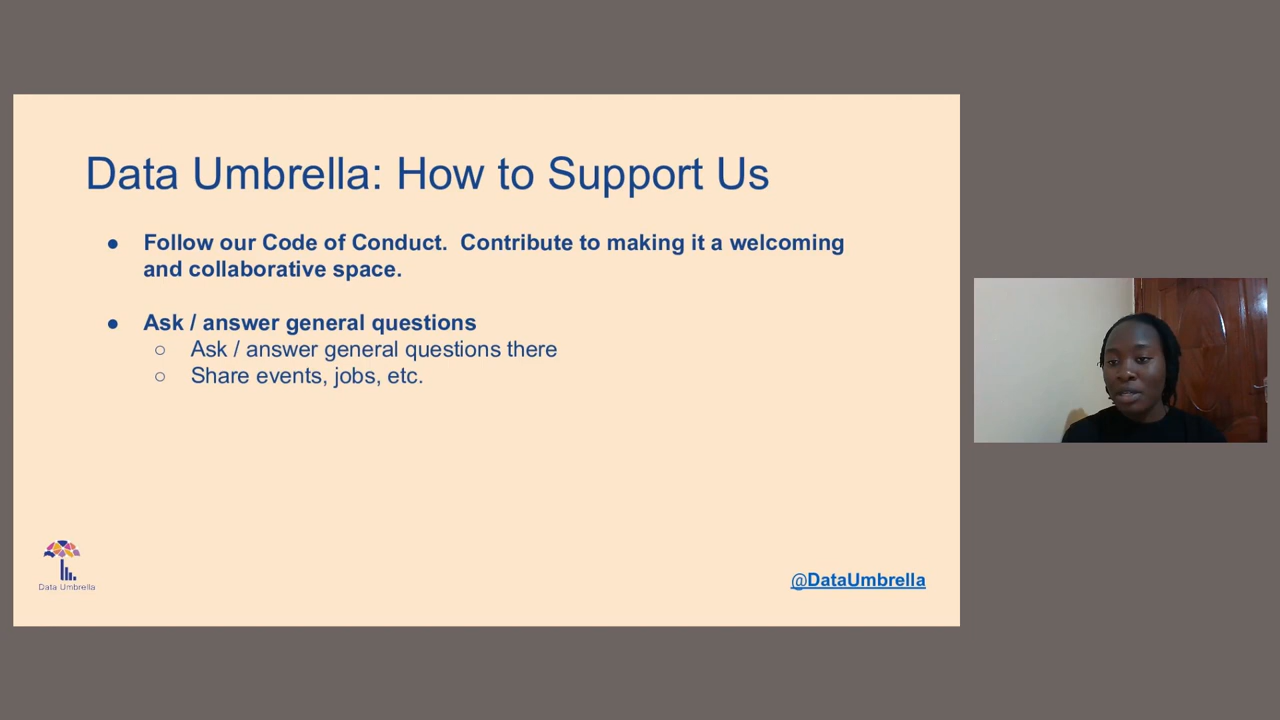 Data Umbrella: How to Support Us
● Follow our Code of Conduct.  Contribute to making it a welcoming
and collaborative space.
● Ask / answer general questions
○ Ask / answer general questions there
○ Share events, jobs, etc.
Data Umbrella
@DataUmbrella